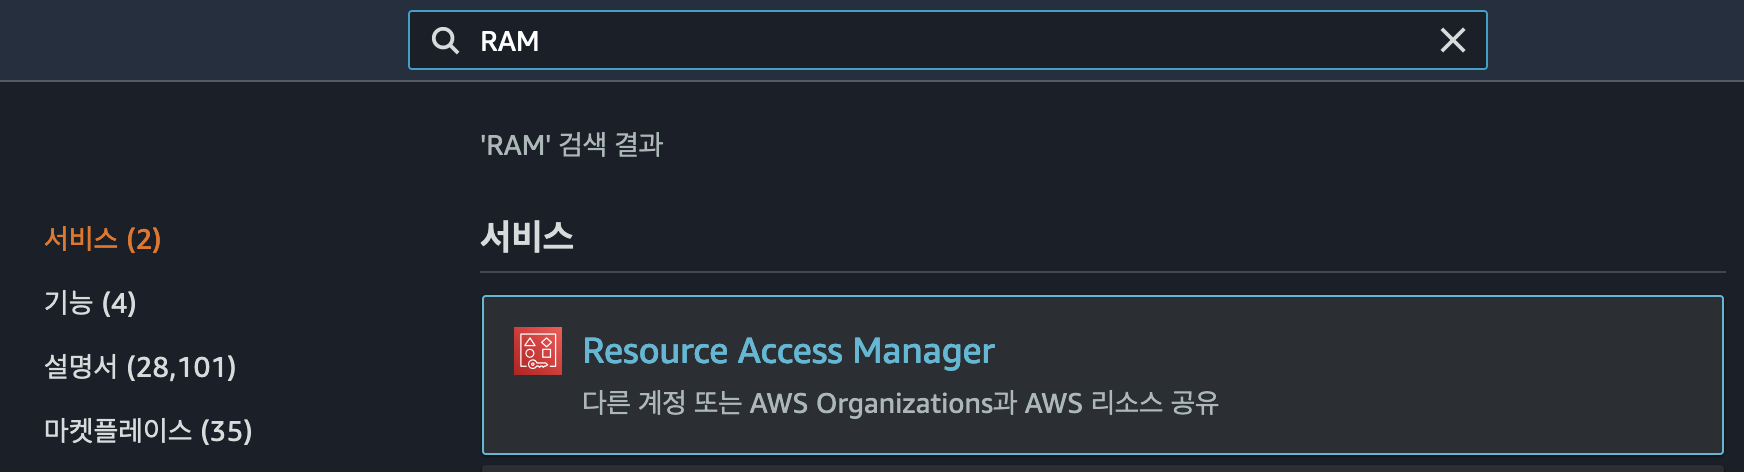 RAM
'RAM' 검색 결과
서비스 (2)
기능 (4)
설명서 (28,101)
마켓플레이스 (35)
서비스
Resource Access Manager
다른 계정 또는 AWS Organizations과 AWS 리소스 공유